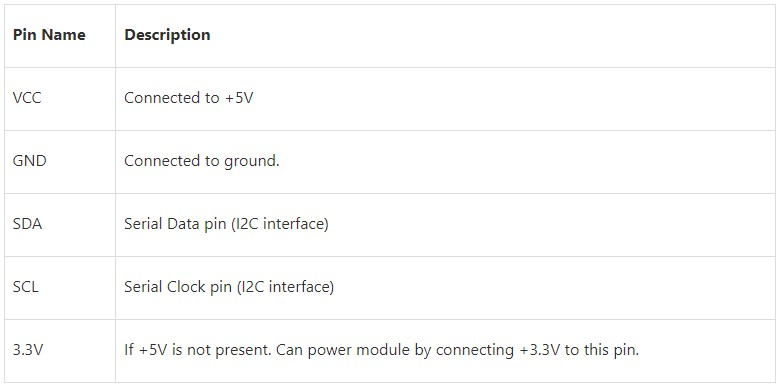 Pin Name Description
VCC Connected to +5V
GND Connected to ground.
SDA Serial Data pin (I2C interface)
SCL Serial Clock pin (I2C interface)
3.3V If +5V is not present. Can power module by connecting +3.3V to this pin.